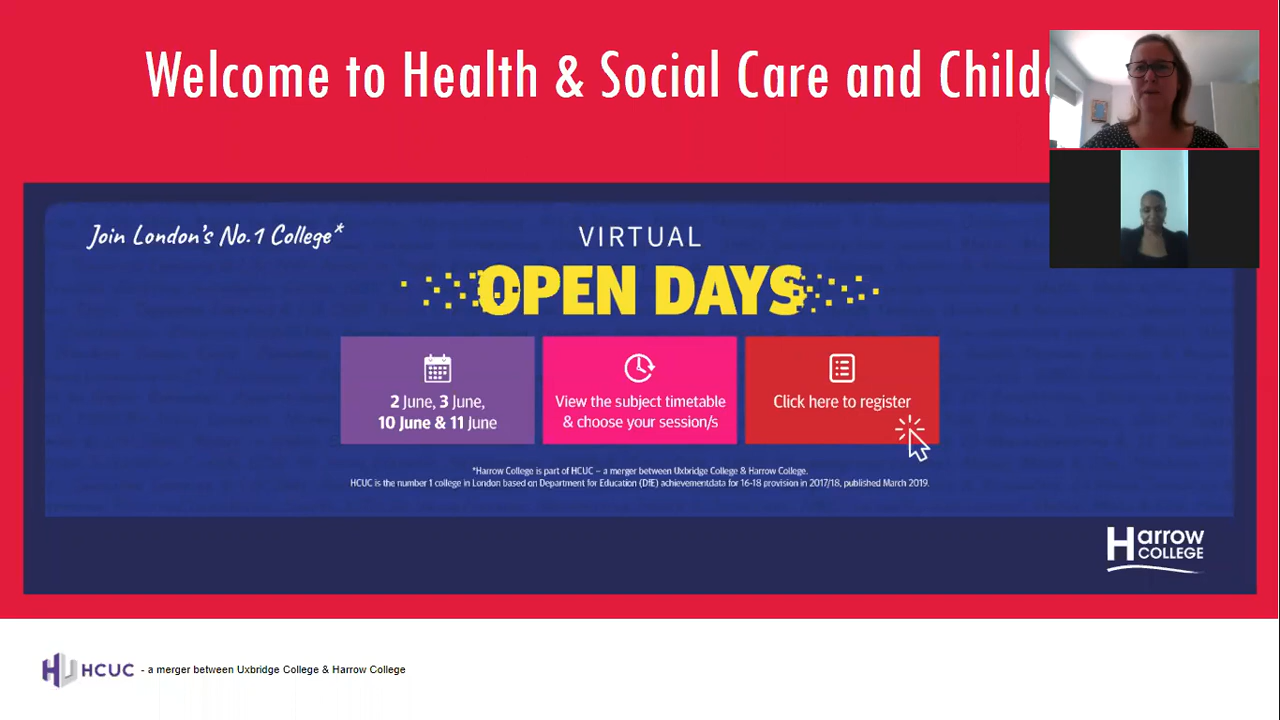 Welcome to Health & Social Care and
Join London's No.1 College*
VIRTUAL
OPEN DAYS
2 June, 3 June,
10 June & 11 June
View the subject timetable
& choose your session/s
Click here to register
*Harrow College is part of HCUC – a merger between Uxbridge College & Harrow College.
HCUC is the number 1 college in London based on Department for Education (DfE) achievementdata for 16-18 provision in 2017/18, published March 2019.
Harrow
COLLEGE
HCUC - a merger between Uxbridge College & Harrow College